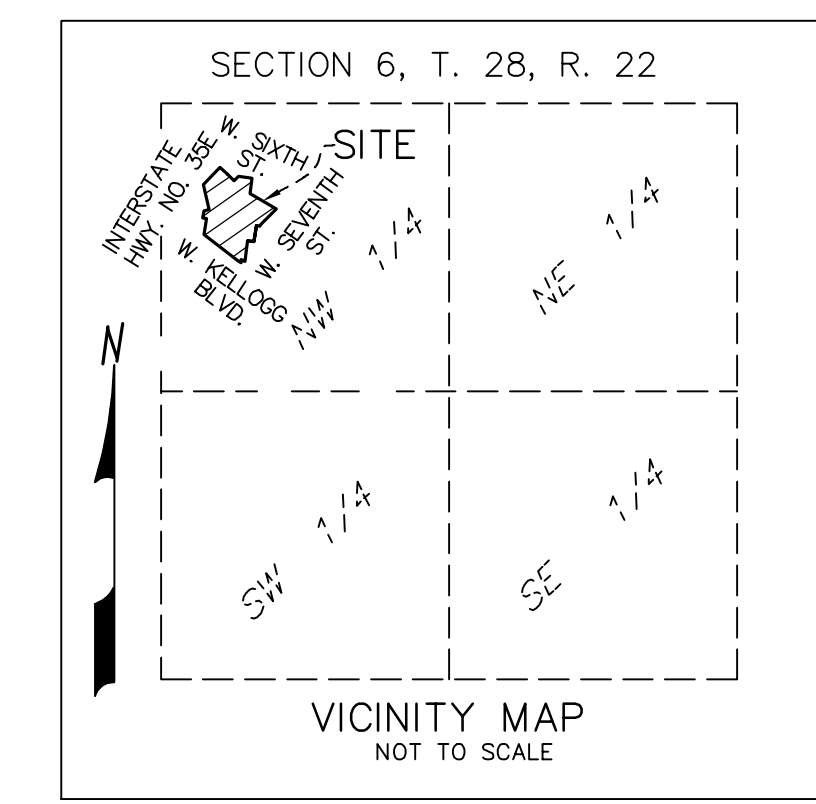 SECTION 6, T. 28, R. 22
W. SIXTH
ST.
SITE
INTERSTATE
HWY. NO. 35E
W. SEVENTH
ST.
W. KELLOGG
BLVD.
NW 1/4
NE 1/4
N
SW 1/4
SE 1/4
VICINITY MAP
NOT TO SCALE